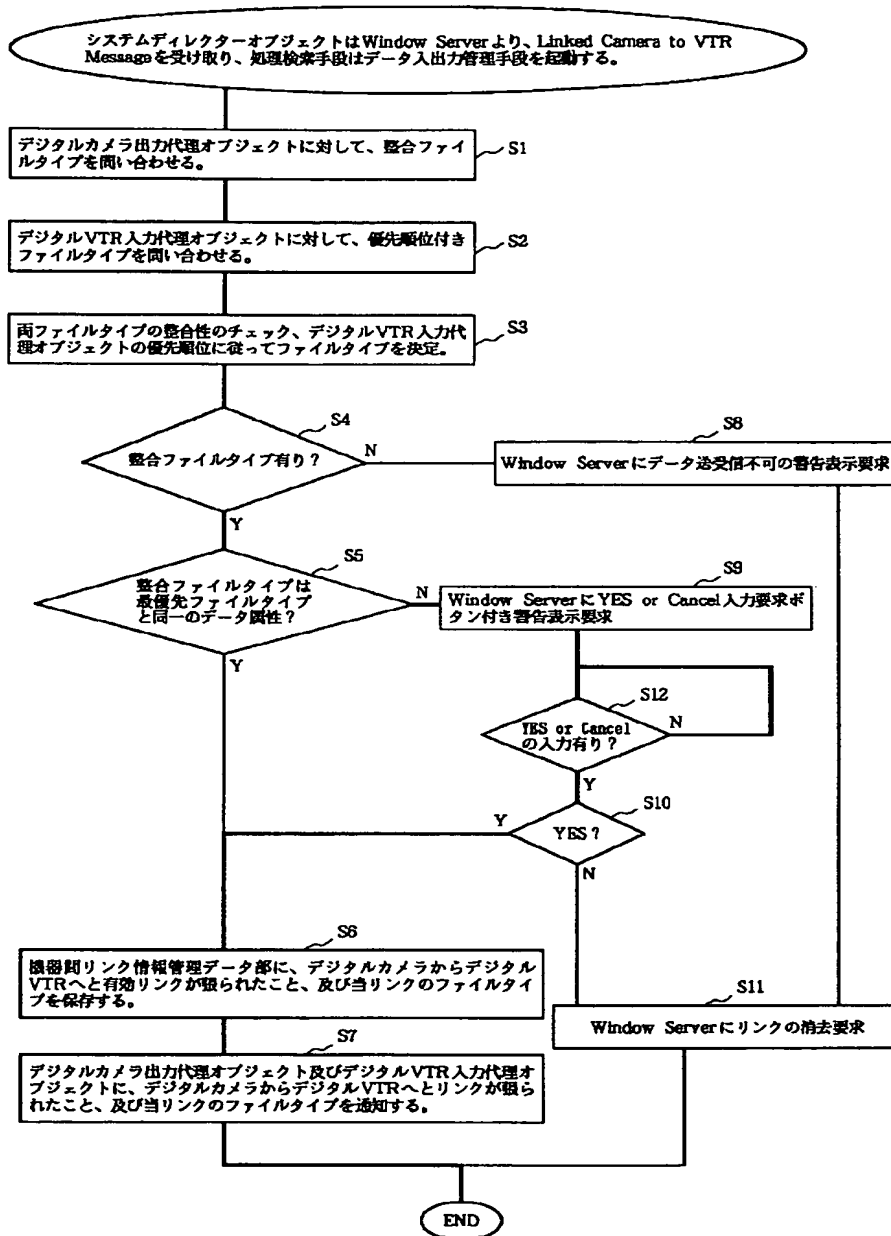 システムディレクターオブジェクトはWindow Serverより、Linked Camera to VTR
Messageを受け取り、処理検索手段はデータ入出力管理手段を起動する。
デジタルカメラ出力代理オブジェクトに対して、整合ファイ
ルタイプを問い合わせる。
S1
デジタルVTR入力代理オブジェクトに対して、優先順位付き
ファイルタイプを問い合わせる。
S2
両ファイルタイプの整合性のチェック、デジタルVTR入力代
理オブジェクトの優先順位に従ってファイルタイプを決定。
S3
S4
整合ファイルタイプ有り?
N
Y
S8
Window Serverにデータ送受信不可の警告表示要求
S5
整合ファイルタイプは
最優先ファイルタイプ
と同一のデータ属性?
N
Y
S9
Window ServerにYES or Cancel入力要求ボ
タン付き警告表示要求
S12
YES or Cancel
の入力有り?
N
Y
S10
YES?
Y
N
S6
機器間リンク情報管理データ部に、デジタルカメラからデジタル
VTRへと有効リンクが張られたこと、及び当リンクのファイルタイ
プを保存する。
S11
Window Serverにリンクの消去要求
S7
デジタルカメラ出力代理オブジェクト及びデジタルVTR入力代理オ
ブジェクトに、デジタルカメラからデジタルVTRへとリンクが張ら
れたこと、及び当リンクのファイルタイプを通知する。
END